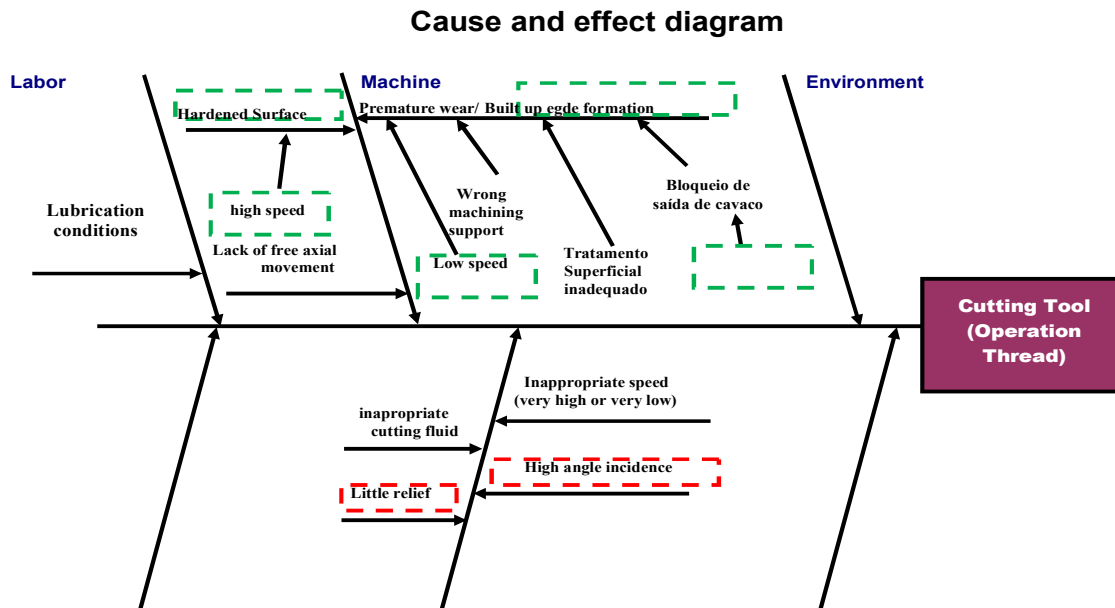 Cause and effect diagram
Labor
Machine
Environment
Hardened Surface
Premature wear/ Built up egde formation
high speed
Wrong
machining
support
Bloqueio de
saída de cavaco
Lubrication
conditions
Lack of free axial
movement
Low speed
Tratamento
Superficial
inadequado
Cutting Tool
(Operation
Thread)
Inappropriate speed
(very high or very low)
inapropriate
cutting fluid
High angle incidence
Little relief